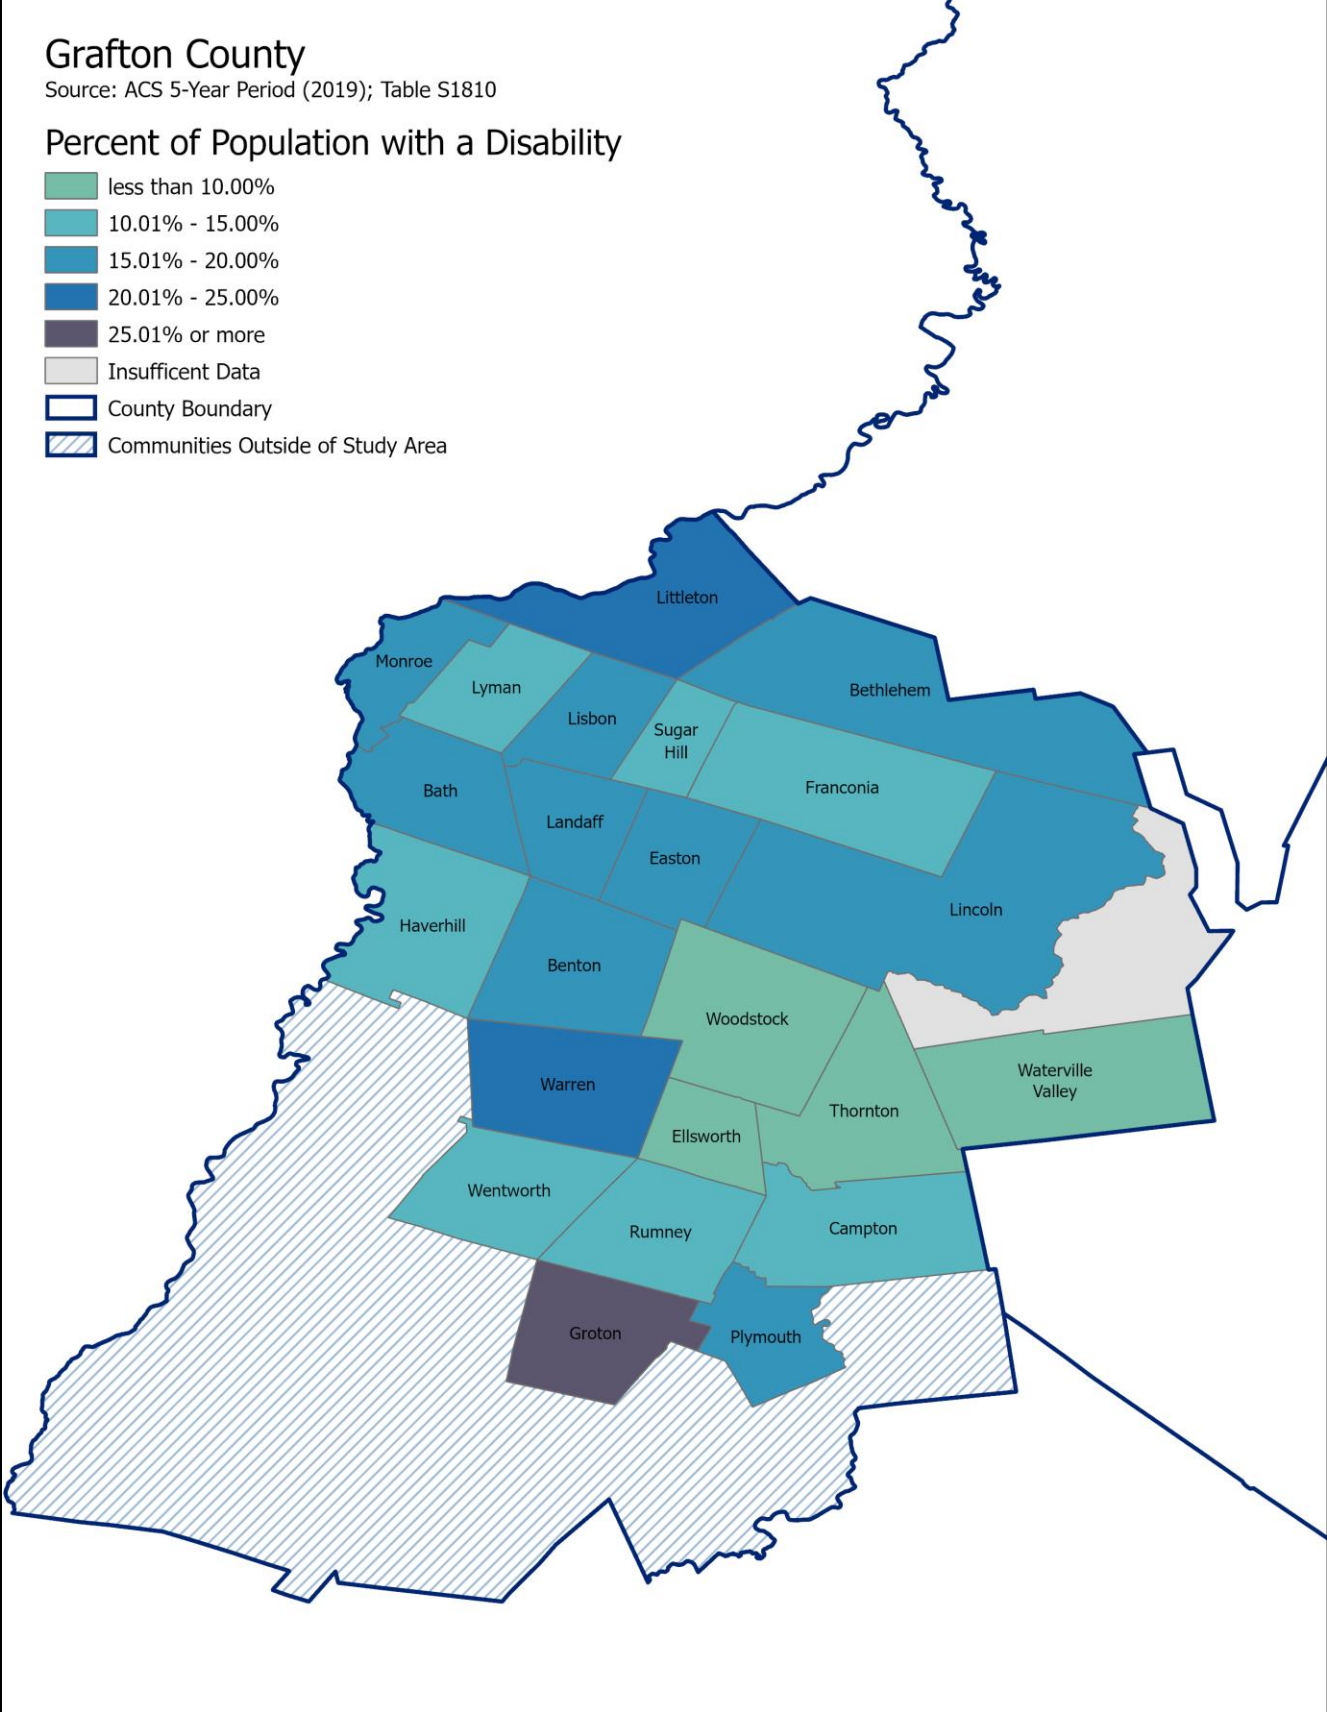 Grafton County
Source: ACS 5-Year Period (2019); Table S1810
Percent of Population with a Disability
less than 10.00%
10.01% - 15.00%
15.01% - 20.00%
20.01% - 25.00%
25.01% or more
Insufficent Data
County Boundary
Communities Outside of Study Area
Littleton
Monroe
Lyman
Bethlehem
Lisbon
Sugar
Hill
Franconia
Bath
Landaff
Easton
Lincoln
Haverhill
Benton
Woodstock
Waterville
Valley
Warren
Thornton
Ellsworth
Wentworth
Rumney
Campton
Groton
Plymouth